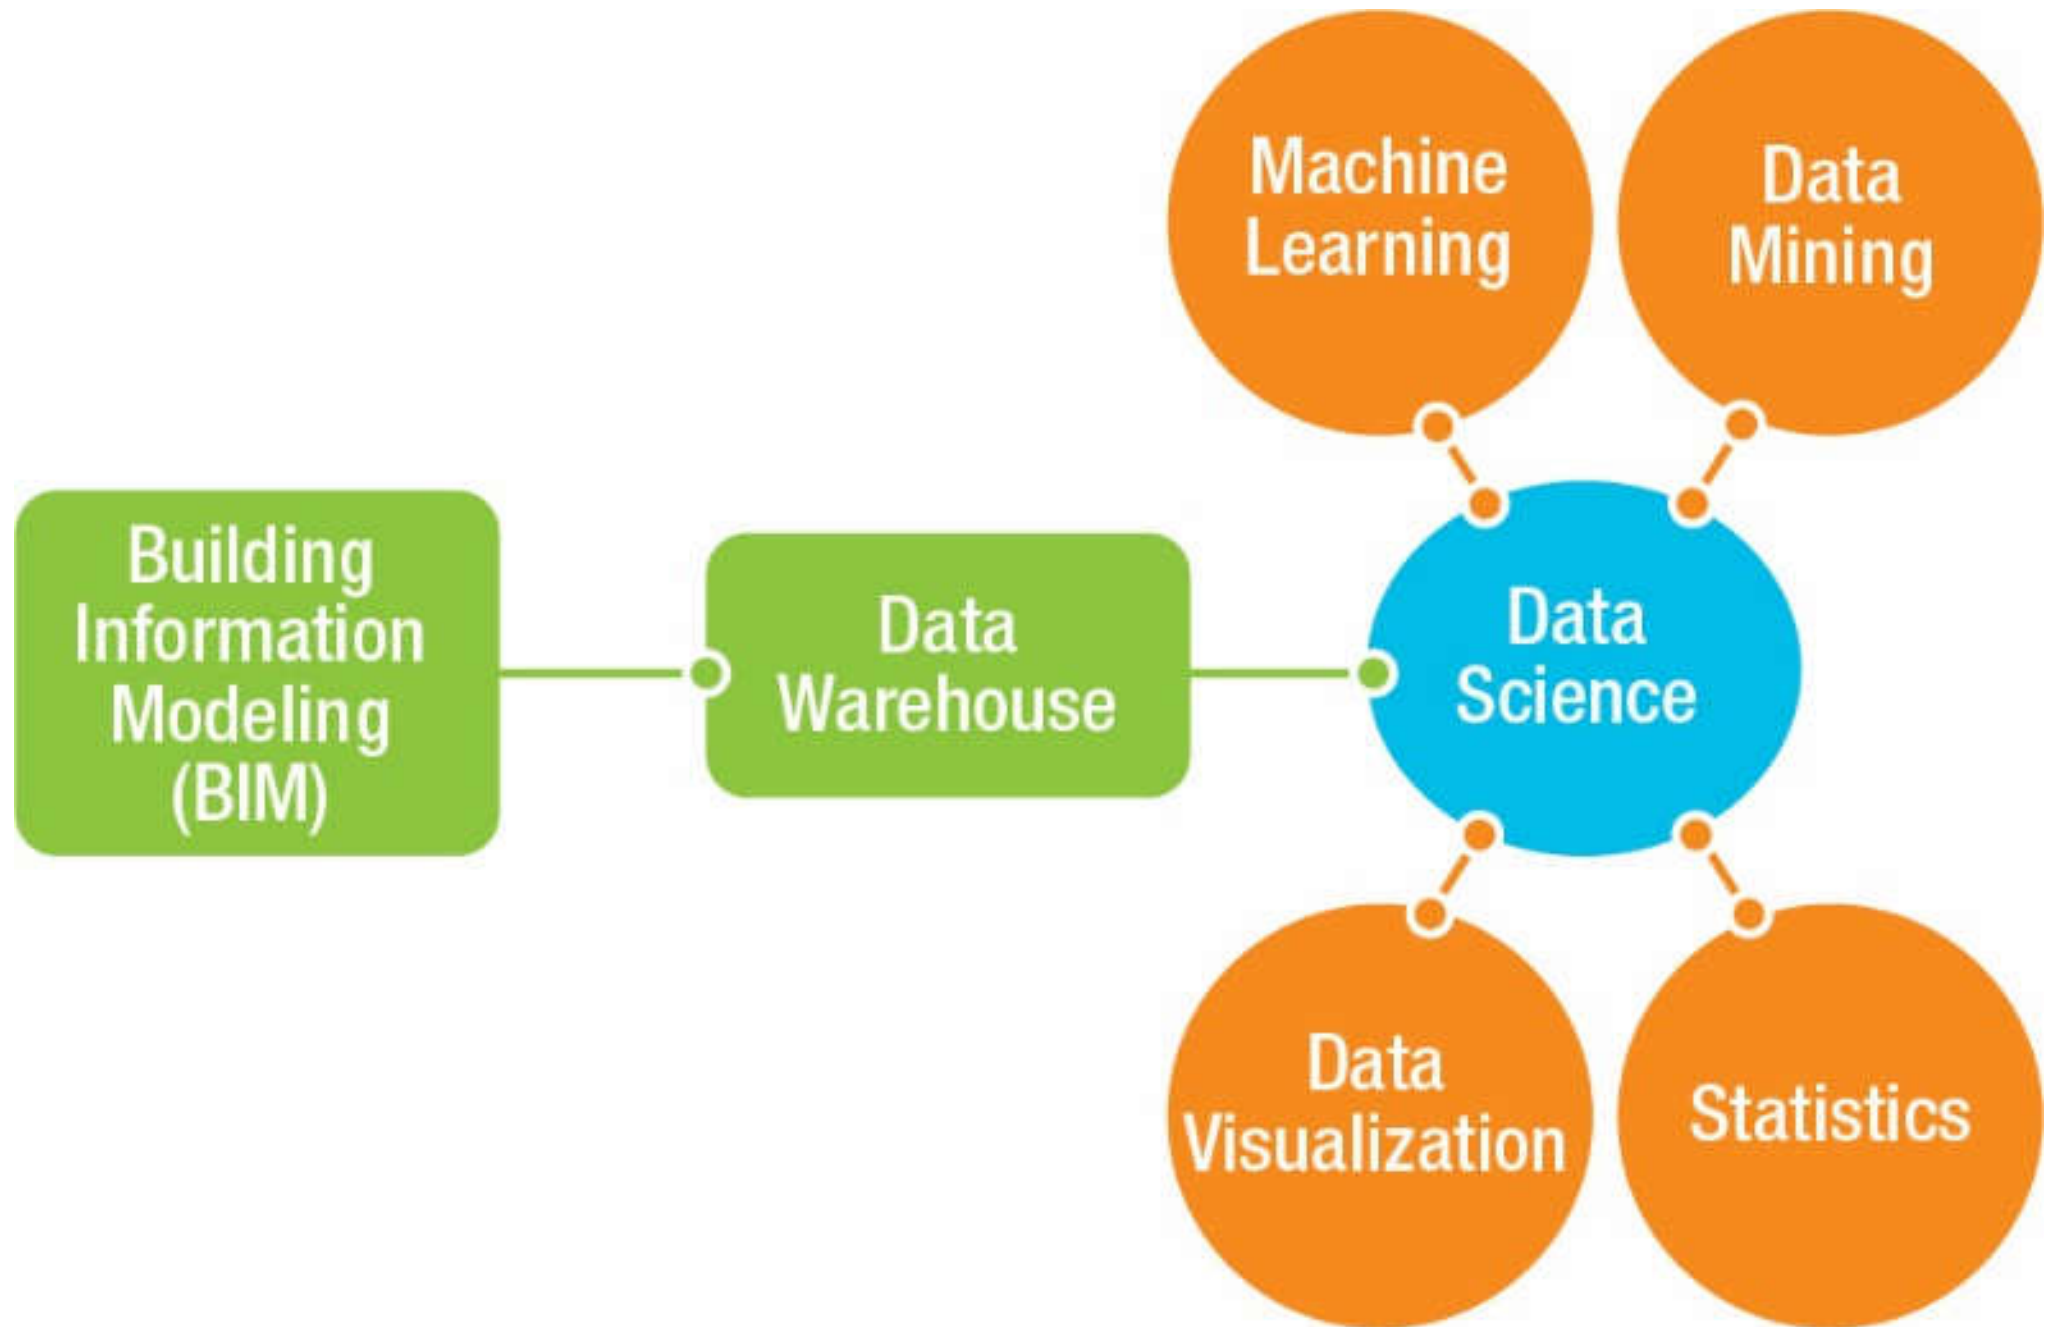 Machine
Learning
Data
Mining
Building
Information
Modeling
(BIM)
Data
Warehouse
Data
Science
Data
Visualization
Statistics